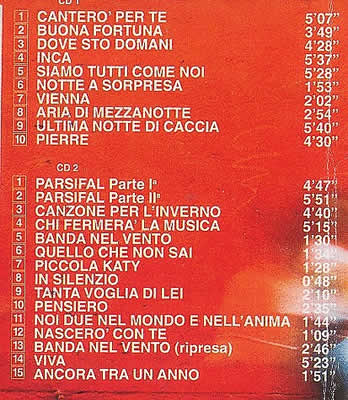 CD 1
1 CANTERO' PER TE 5'07"
2 BUONA FORTUNA 3'49"
3 DOVE STO DOMANI 4'28"
4 INCA 5'37"
5 SIAMO TUTTI COME NOI 5'28"
6 NOTTE A SORPRESA 1'53"
7 VIENNA 2'02"
8 ARIA DI MEZZANOTTE 2'54"
9 ULTIMA NOTTE DI CACCIA 5'40"
10 PIERRE 4'30"
CD 2
1 PARSIFAL Parte Iª 4'47"
2 PARSIFAL Parte IIª 5'51"
3 CANZONE PER L'INVERNO 4'40"
4 CHI FERMERA' LA MUSICA 5'15"
5 BANDA NEL VENTO 1'30"
6 QUELLO CHE NON SAI 1'34"
7 PICCOLA KATY 1'28"
8 IN SILENZIO 0'48"
9 TANTA VOGLIA DI LEI 2'10"
10 PENSIERO 2'35"
11 NOI DUE NEL MONDO E NELL'ANIMA 1'44"
12 NASCERO' CON TE 1'09"
13 BANDA NEL VENTO (ripresa) 2'46"
14 VIVA 5'23"
15 ANCORA TRA UN ANNO 1'51"